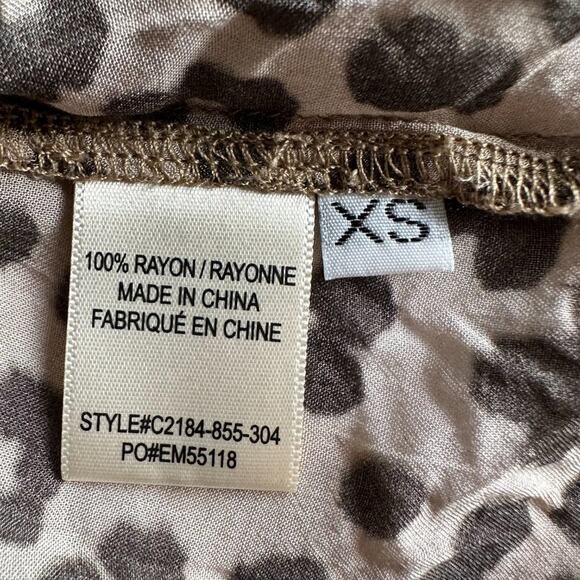 XS
100% RAYON / RAYONNE
MADE IN CHINA
FABRIQUÉ EN CHINE
STYLE#C2184-855-304
PO#EM55118